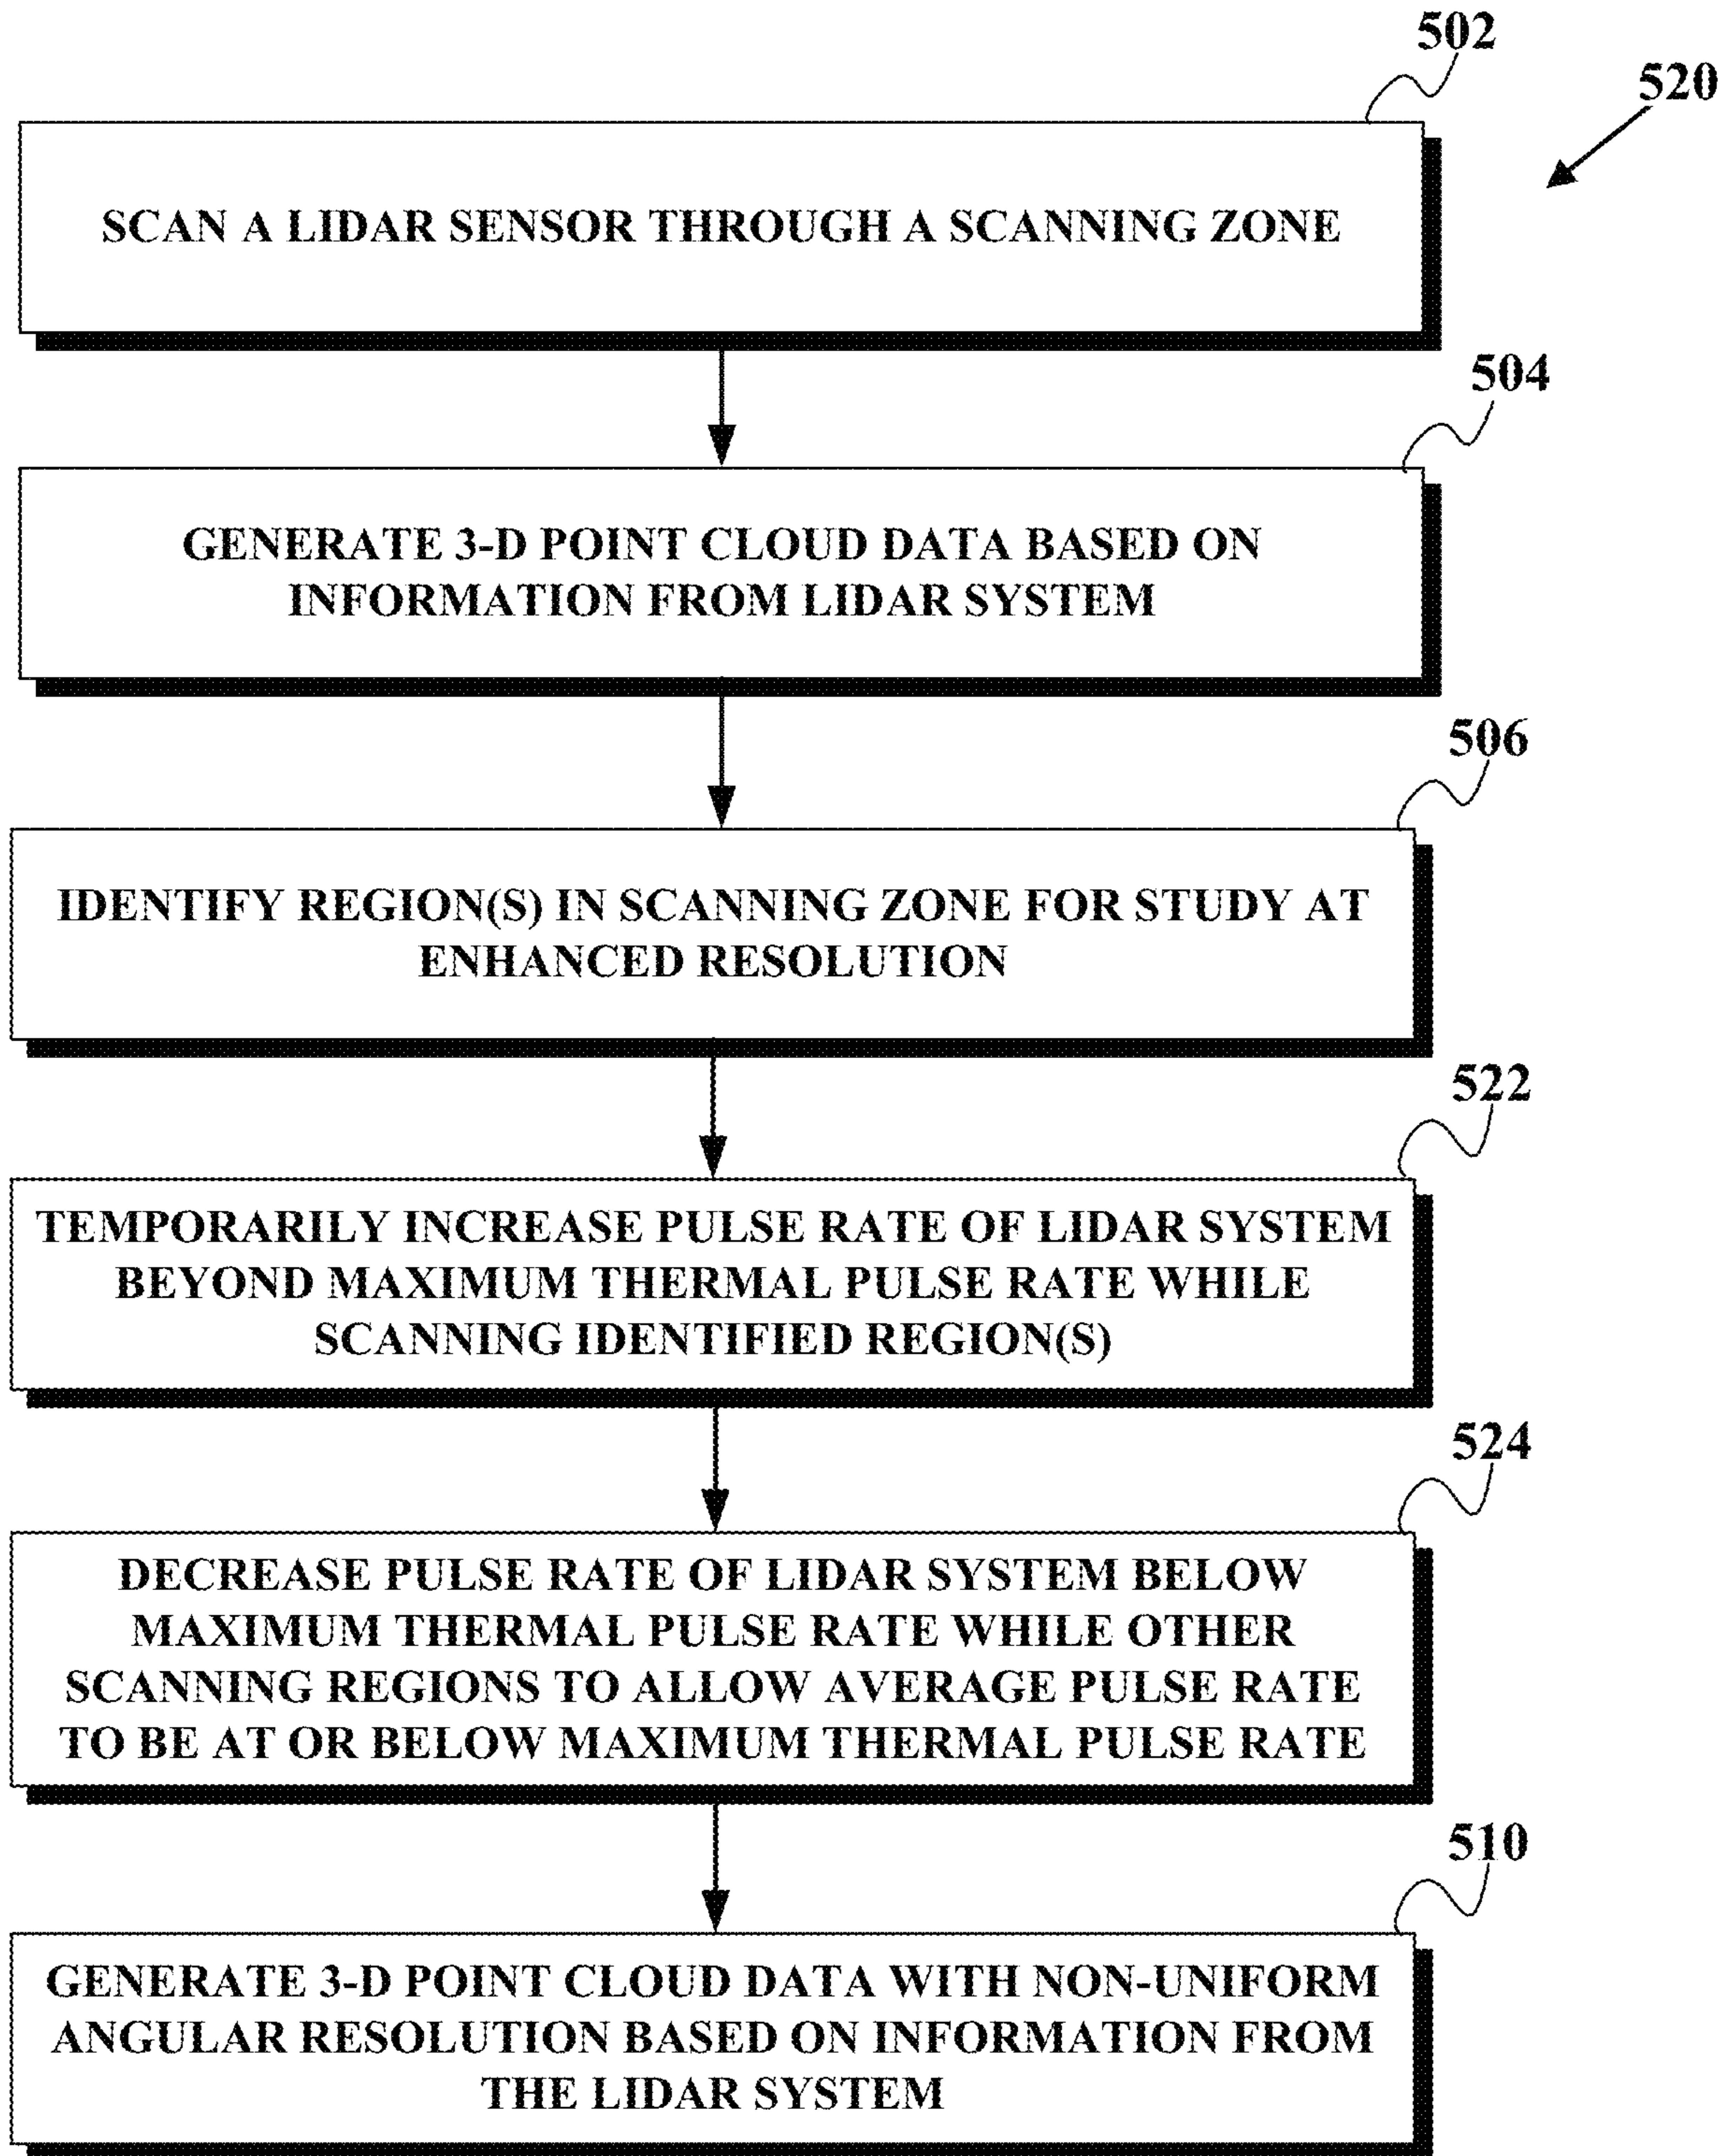 502
520
SCAN A LIDAR SENSOR THROUGH A SCANNING ZONE
504
GENERATE 3-D POINT CLOUD DATA BASED ON
INFORMATION FROM LIDAR SYSTEM
506
IDENTIFY REGION(S) IN SCANNING ZONE FOR STUDY AT
ENHANCED RESOLUTION
522
TEMPORARILY INCREASE PULSE RATE OF LIDAR SYSTEM
BEYOND MAXIMUM THERMAL PULSE RATE WHILE
SCANNING IDENTIFIED REGION(S)
524
DECREASE PULSE RATE OF LIDAR SYSTEM BELOW
MAXIMUM THERMAL PULSE RATE WHILE OTHER
SCANNING REGIONS TO ALLOW AVERAGE PULSE RATE
TO BE AT OR BELOW MAXIMUM THERMAL PULSE RATE
510
GENERATE 3-D POINT CLOUD DATA WITH NON-UNIFORM
ANGULAR RESOLUTION BASED ON INFORMATION FROM
THE LIDAR SYSTEM